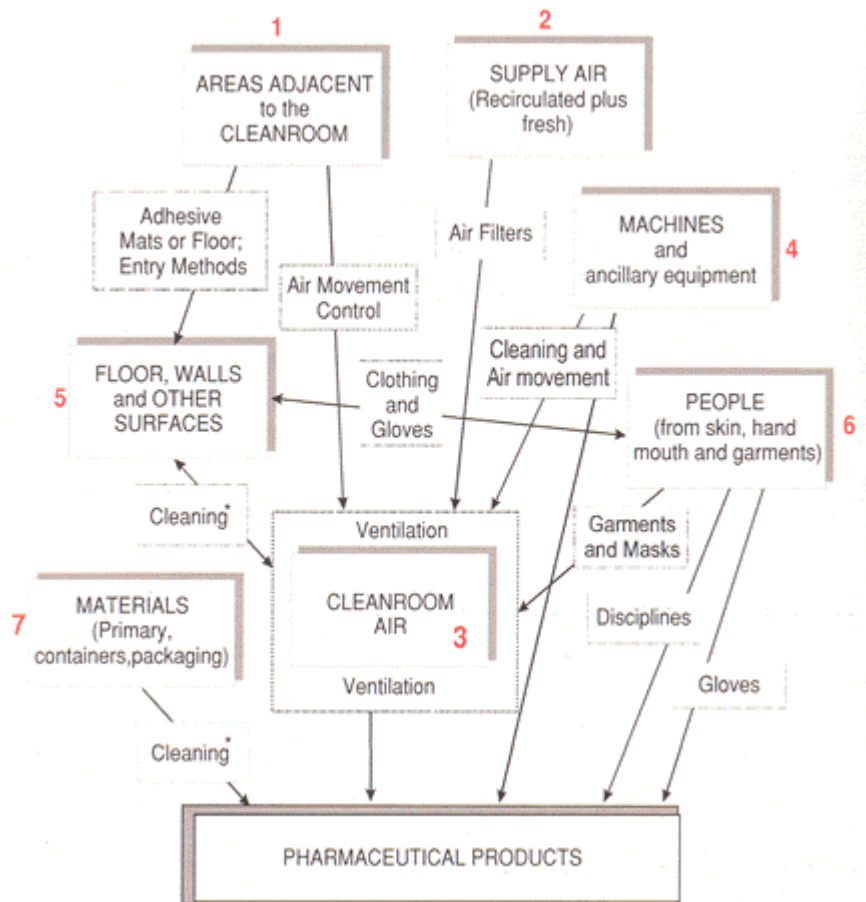 1
AREAS ADJACENT
to the
CLEANROOM
2
SUPPLY AIR
(Recirculated plus
fresh)
Adhesive
Mats or Floor;
Entry Methods
Air Movement
Control
Air Filters
MACHINES
and
ancillary equipment
4
5
FLOOR, WALLS
and OTHER
SURFACES
Clothing
and
Gloves
Cleaning and
Air movement
PEOPLE
(from skin, hand
mouth and garments)
6
Cleaning*
Ventilation
CLEANROOM
AIR
3
Ventilation
Garments
and Masks
7
MATERIALS
(Primary,
containers,packaging)
Disciplines
Gloves
Cleaning*
PHARMACEUTICAL PRODUCTS